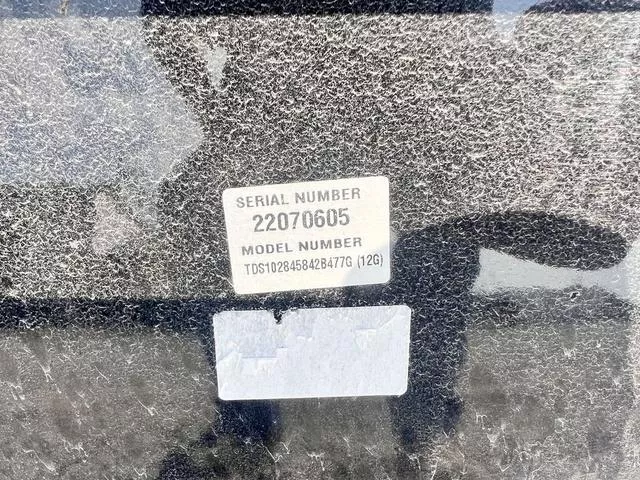 SERIAL NUMBER
22070605
MODEL NUMBER
TDS102845842B477G (12G)